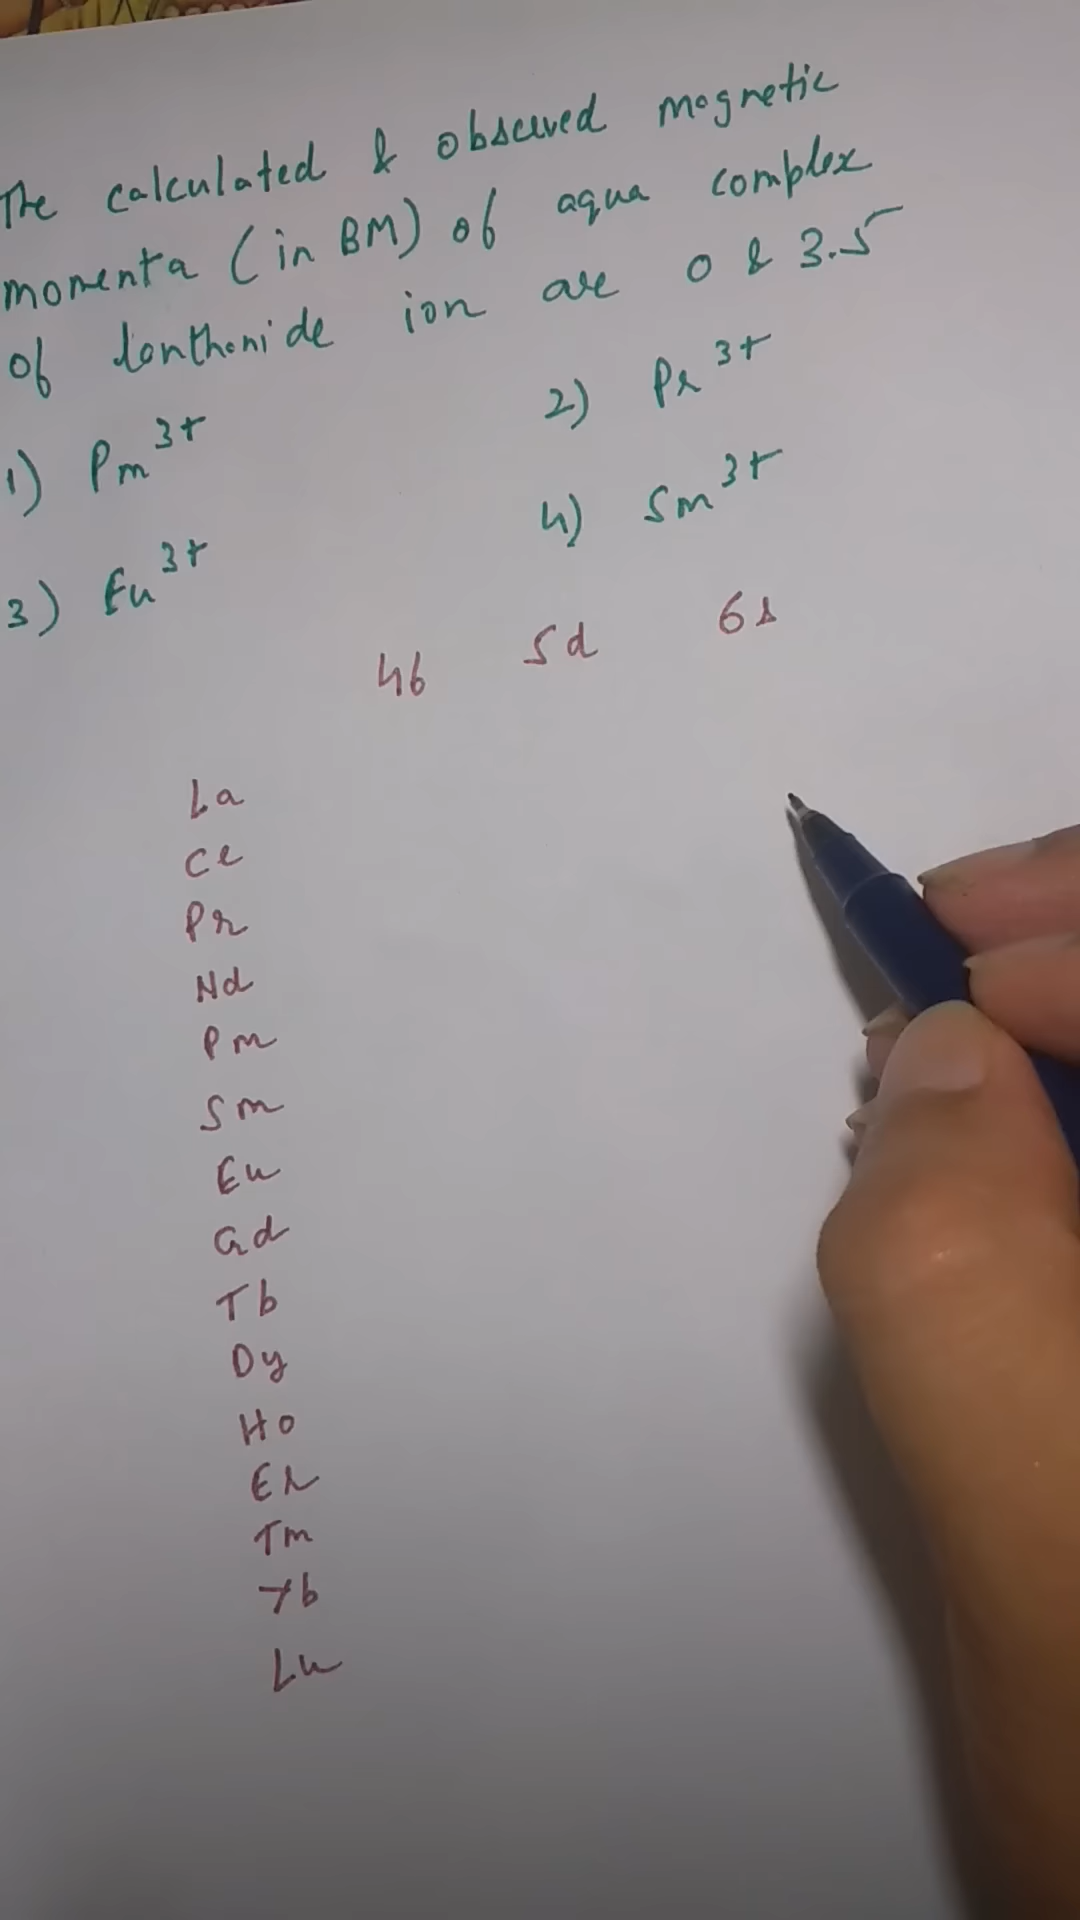 The calculated & observed magnetic
momenta (in BM) of aqua complex
of lanthanide ion are 0 & 3.5
1) Pm3+ 2) Pr3+
3) Eu3+ 4) Sm3+
4f 5d 6s
La
Ce
Pr
Nd
Pm
Sm
Eu
Gd
Tb
Dy
Ho
Er
Tm
Yb
Lu